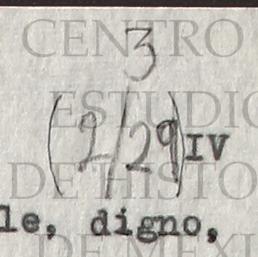 CENTRO
3
ESTUDIO
(2/29) IV
DE HISTO
le, digno,
DE MEXI